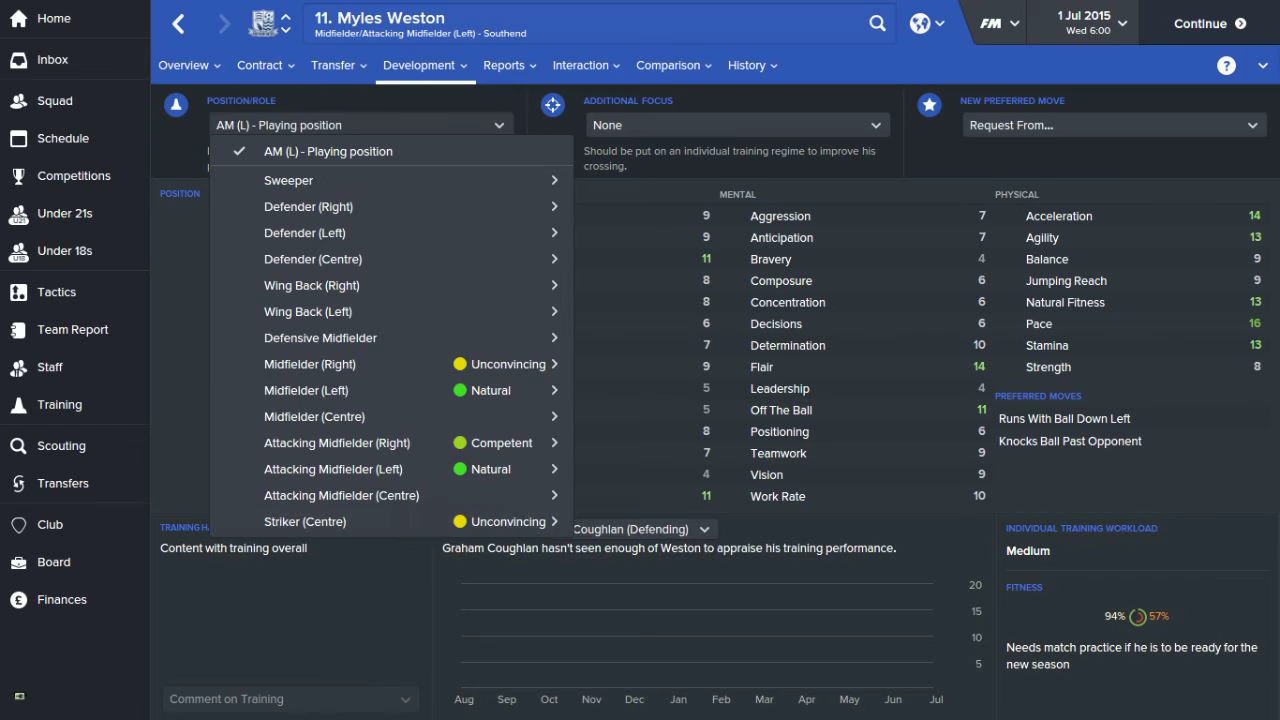 Home
Inbox
Squad
Schedule
Competitions
Under 21s
Under 18s
Tactics
Team Report
Staff
Training
Scouting
Transfers
Club
Board
Finances
11. Myles Weston
Midfielder/Attacking Midfielder (Left) - Southend
FM
1 Jul 2015
Wed 6:00
Continue
Overview
Contract
Transfer
Development
Reports
Interaction
Comparison
History
?
POSITION/ROLE
AM (L) - Playing position
ADDITIONAL FOCUS
None
Should be put on an individual training regime to improve his
crossing.
NEW PREFERRED MOVE
Request From...
AM (L) - Playing position
Sweeper
Defender (Right)
Defender (Left)
Defender (Centre)
Wing Back (Right)
Wing Back (Left)
Defensive Midfielder
Midfielder (Right) Unconvincing
Midfielder (Left) Natural
Midfielder (Centre)
Attacking Midfielder (Right) Competent
Attacking Midfielder (Left) Natural
Attacking Midfielder (Centre)
Striker (Centre) Unconvincing
POSITION
9
9
11
8
8
6
7
9
5
5
8
7
4
11
MENTAL
Aggression 7
Anticipation 7
Bravery 4
Composure 6
Concentration 6
Decisions 6
Determination 10
Flair 14
Leadership 4
Off The Ball 11
Positioning 6
Teamwork 9
Vision 9
Work Rate 10
PHYSICAL
Acceleration 14
Agility 13
Balance 9
Jumping Reach 9
Natural Fitness 13
Pace 16
Stamina 13
Strength 8
PREFERRED MOVES
Runs With Ball Down Left
Knocks Ball Past Opponent
TRAINING
Content with training overall
Comment on Training
Coughlan (Defending)
Graham Coughlan hasn't seen enough of Weston to appraise his training performance.
20
15
10
5
Aug Sep Oct Nov Dec Jan Feb Mar Apr May Jun Jul
INDIVIDUAL TRAINING WORKLOAD
Medium
FITNESS
94% 57%
Needs match practice if he is to be ready for the
new season